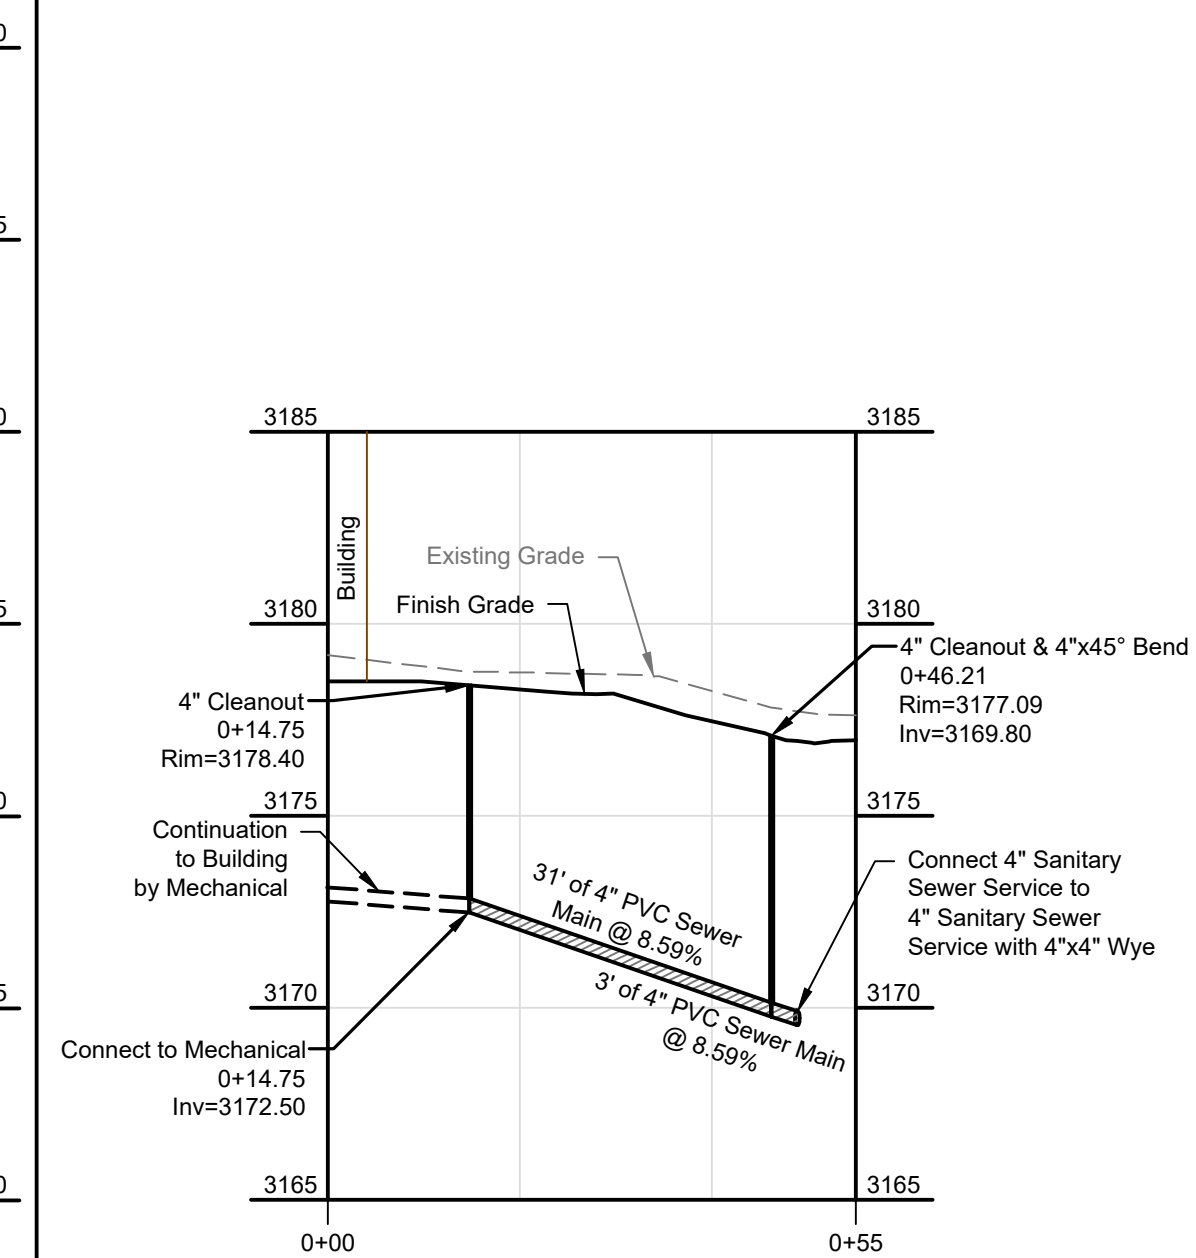 3185
3185
Building
Existing Grade
Finish Grade
3180
3180
4" Cleanout & 4"x45° Bend
0+46.21
Rim=3177.09
Inv=3169.80
4" Cleanout
0+14.75
Rim=3178.40
3175
3175
Continuation
to Building
by Mechanical
31' of 4" PVC Sewer
Main @ 8.59%
Connect 4" Sanitary
Sewer Service to
4" Sanitary Sewer
Service with 4"x4" Wye
3' of 4" PVC Sewer Main
@ 8.59%
3170
3170
Connect to Mechanical
0+14.75
Inv=3172.50
3165
3165
0+00
0+55